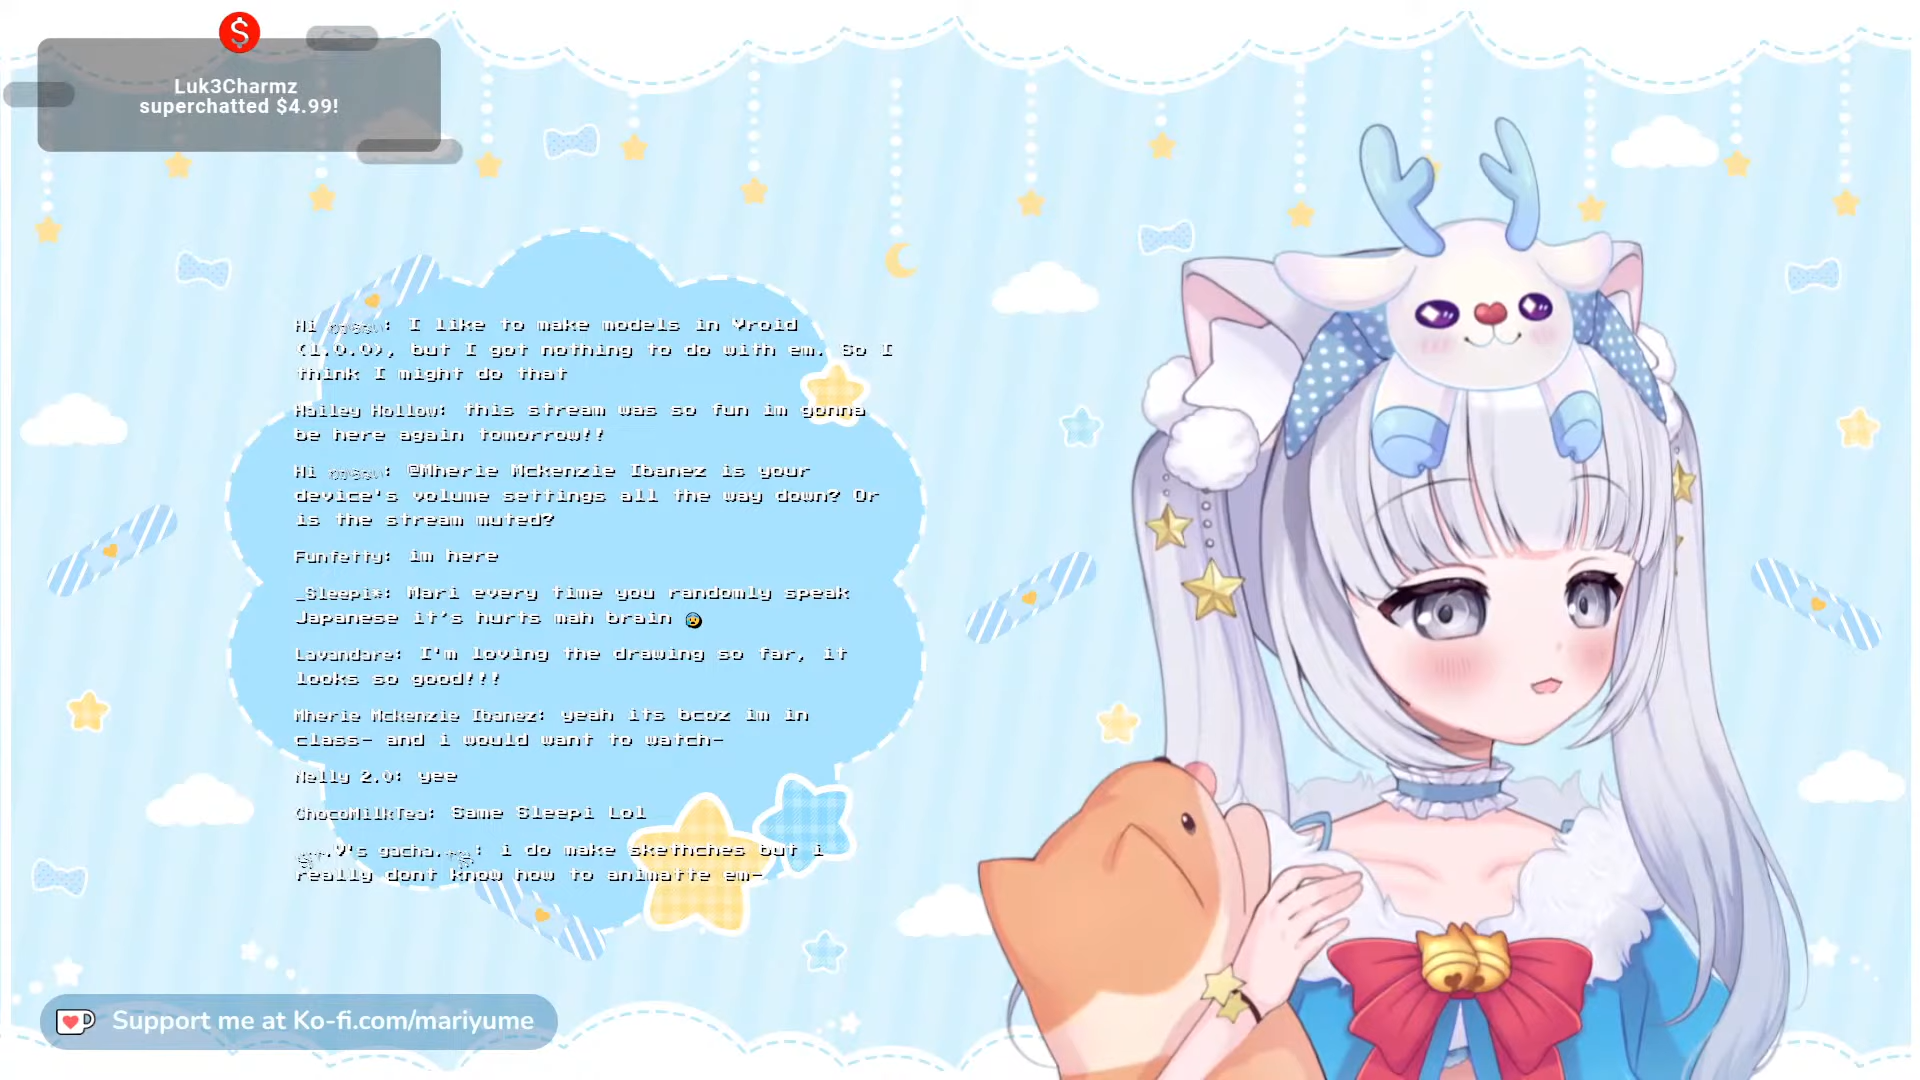 $
Luk3Charmz
superchatted $4.99!
Hi : I like to make models in Vroid
(1.0.0), but I got nothing to do with em. So I
think I might do that
Hailey Hollow: this stream was so fun im gonna
be here again tomorrow!!
Hi : @Mherie Mckenzie Ibanez is your
device's volume settings all the way down? Or
is the stream muted?
Funfetty: im here
_Sleepi*: Mari every time you randomly speak
Japanese it's hurts mah brain 😰
Lavandare: I'm loving the drawing so far, it
looks so good!!!
Mherie Mckenzie Ibanez: yeah its bcoz im in
class- and i would want to watch-
Nelly 2.0: yee
ChocoMilkTea: Same Sleepi Lol
.V's gacha. : i do make skethches but i
really dont know how to animatte em-
Support me at Ko-fi.com/mariyume